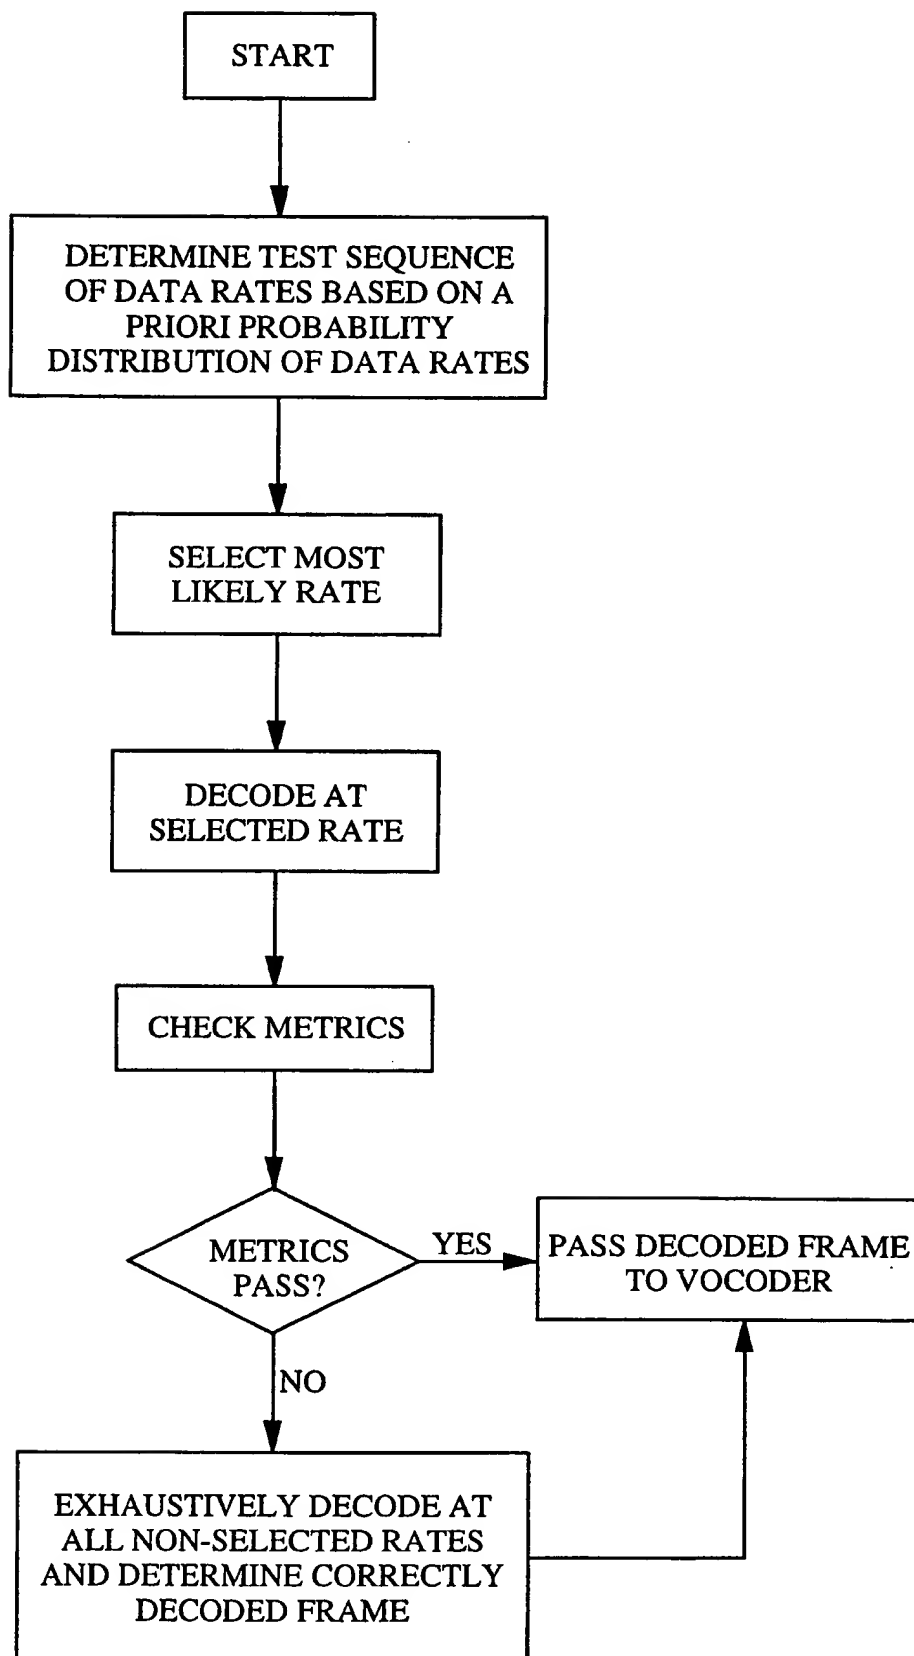 START
DETERMINE TEST SEQUENCE
OF DATA RATES BASED ON A
PRIORI PROBABILITY
DISTRIBUTION OF DATA RATES
SELECT MOST
LIKELY RATE
DECODE AT
SELECTED RATE
CHECK METRICS
METRICS
PASS?
YES
PASS DECODED FRAME
TO VOCODER
NO
EXHAUSTIVELY DECODE AT
ALL NON-SELECTED RATES
AND DETERMINE CORRECTLY
DECODED FRAME